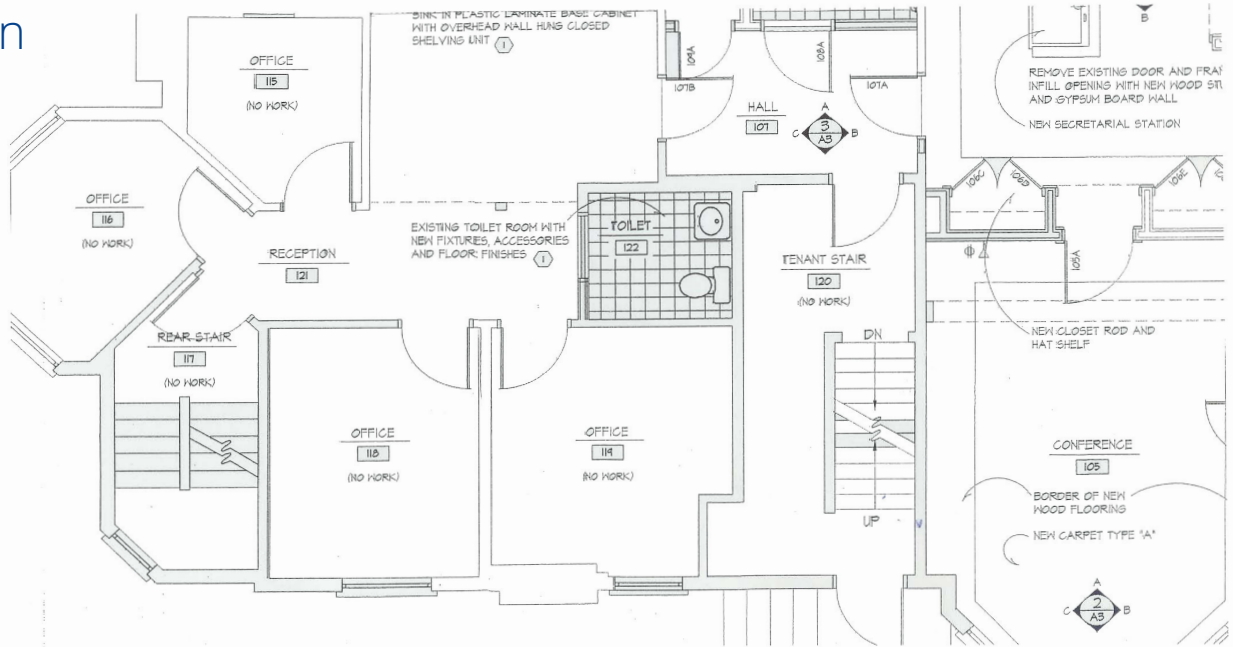 n
SINK IN PLASTIC LAMINATE BASE CABINET
WITH OVERHEAD WALL HUNG CLOSED
SHELVING UNIT 1
OFFICE
115
(NO WORK)
109A
108A
107B
107A
HALL
107
A
C 3 B
A3
B
REMOVE EXISTING DOOR AND
INFILL OPENING WITH NEW WOOD
AND GYPSUM BOARD WALL
NEW SECRETARIAL STATION
106C
106D
106E
OFFICE
116
(NO WORK)
RECEPTION
121
EXISTING TOILET ROOM WITH
NEW FIXTURES, ACCESSORIES
AND FLOOR FINISHES 1
TOILET
122
TENANT STAIR
120
(NO WORK)
105A
REAR STAIR
117
(NO WORK)
DN
NEW CLOSET ROD AND
HAT SHELF
OFFICE
118
(NO WORK)
OFFICE
119
(NO WORK)
UP
CONFERENCE
105
BORDER OF NEW
WOOD FLOORING
NEW CARPET TYPE "A"
A
C 2 B
A3